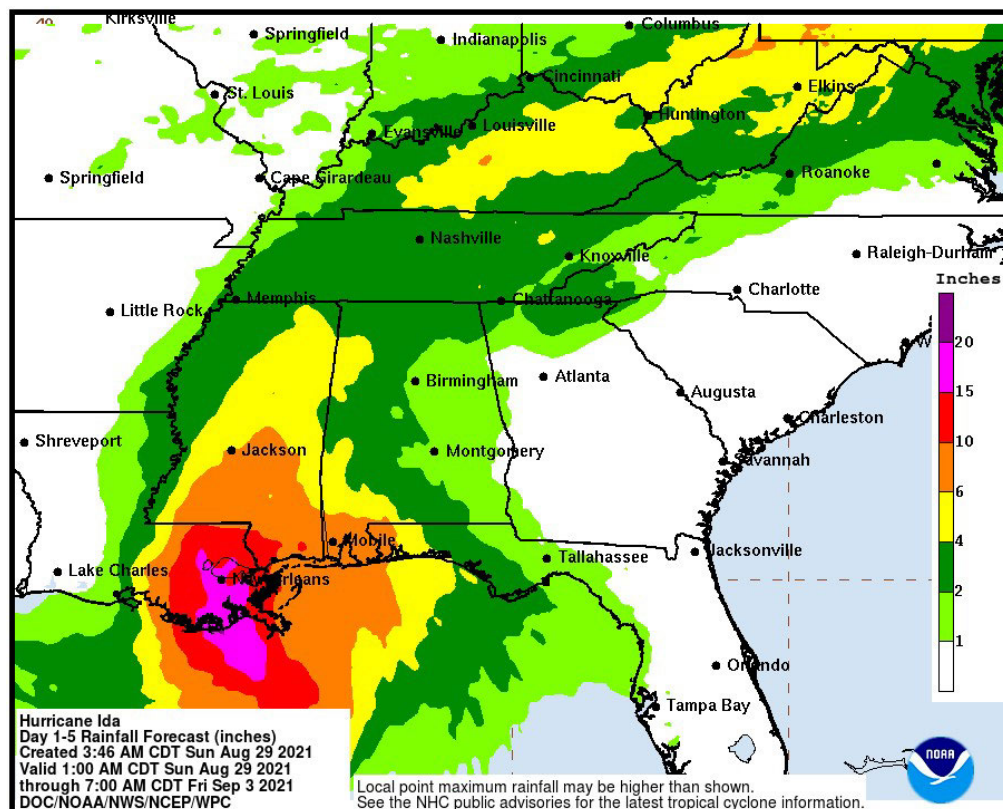 40
Kirksville
Springfield
Indianapolis
Columbus
Cincinnati
St. Louis
Elkins
Huntington
Evansville
Louisville
Springfield
Cape Girardeau
Roanoke
Nashville
Knoxville
Raleigh-Durham
Inches
Little Rock
Memphis
Chattanooga
Charlotte
20
W
Birmingham
Atlanta
15
Augusta
Charleston
Shreveport
Jackson
Montgomery
10
Savannah
6
Mobile
4
Lake Charles
New Orleans
Tallahassee
Jacksonville
2
1
Orlando
Tampa Bay
Hurricane Ida
Day 1-5 Rainfall Forecast (inches)
Created 3:46 AM CDT Sun Aug 29 2021
Valid 1:00 AM CDT Sun Aug 29 2021
through 7:00 AM CDT Fri Sep 3 2021
DOC/NOAA/NWS/NCEP/WPC
Local point maximum rainfall may be higher than shown.
See the NHC public advisories for the latest tropical cyclone information.
NOAA